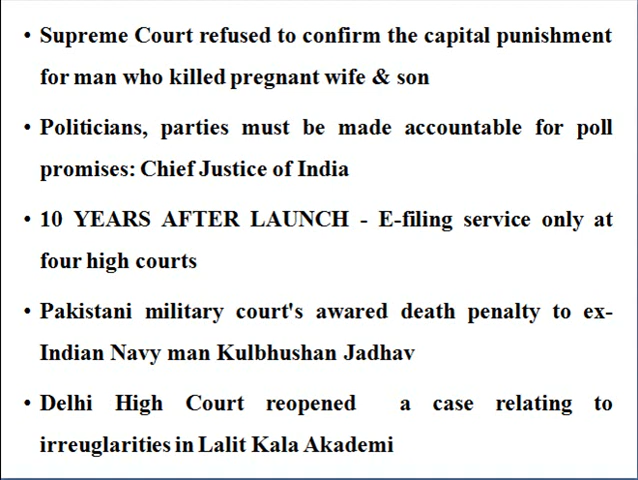 • Supreme Court refused to confirm the capital punishment
for man who killed pregnant wife & son
• Politicians, parties must be made accountable for poll
promises: Chief Justice of India
• 10 YEARS AFTER LAUNCH - E-filing service only at
four high courts
• Pakistani military court's awared death penalty to ex-
Indian Navy man Kulbhushan Jadhav
• Delhi High Court reopened a case relating to
irreuglarities in Lalit Kala Akademi